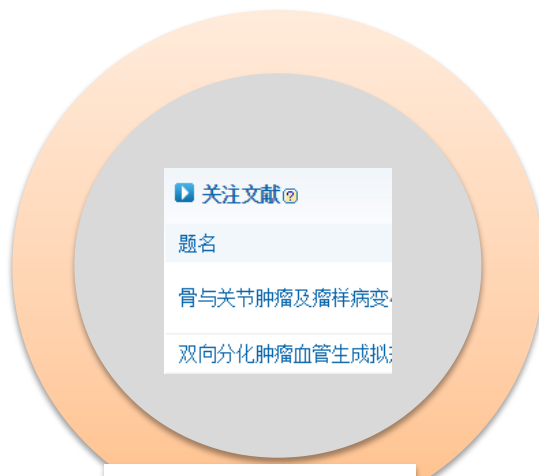 关注文献
题名
骨与关节肿瘤及瘤样病变
双向分化肿瘤血管生成拟